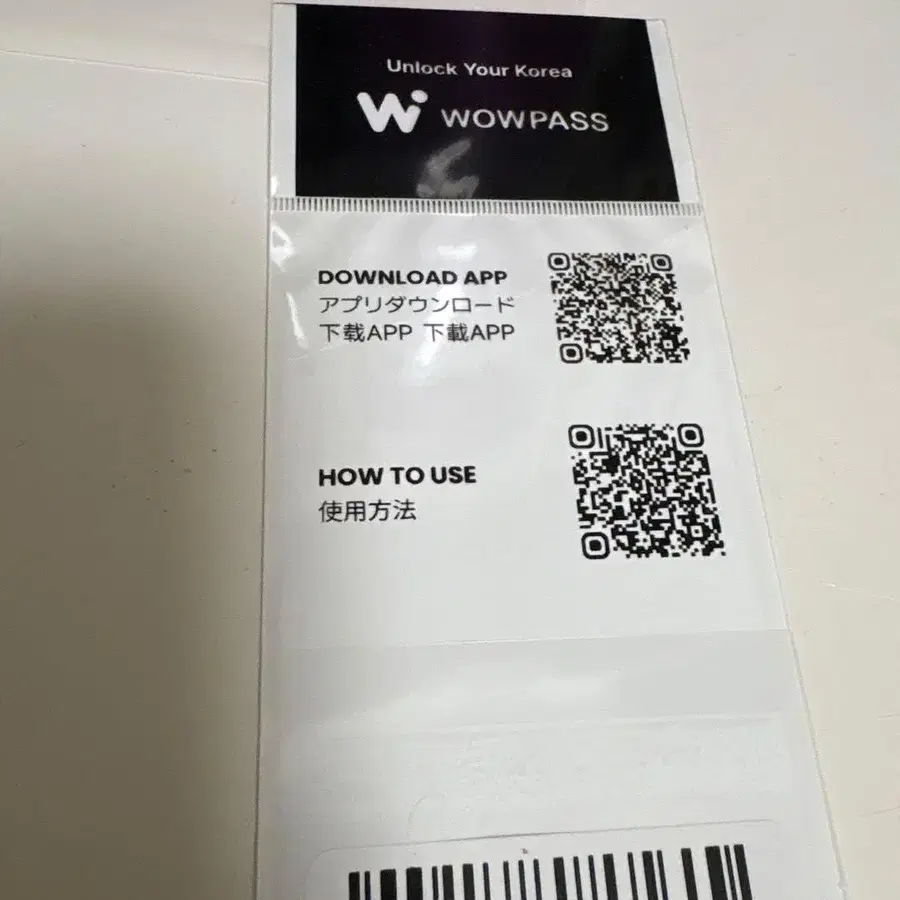 Unlock Your Korea
WOWPASS
DOWNLOAD APP
アプリダウンロード
下载APP 下載APP
HOW TO USE
使用方法